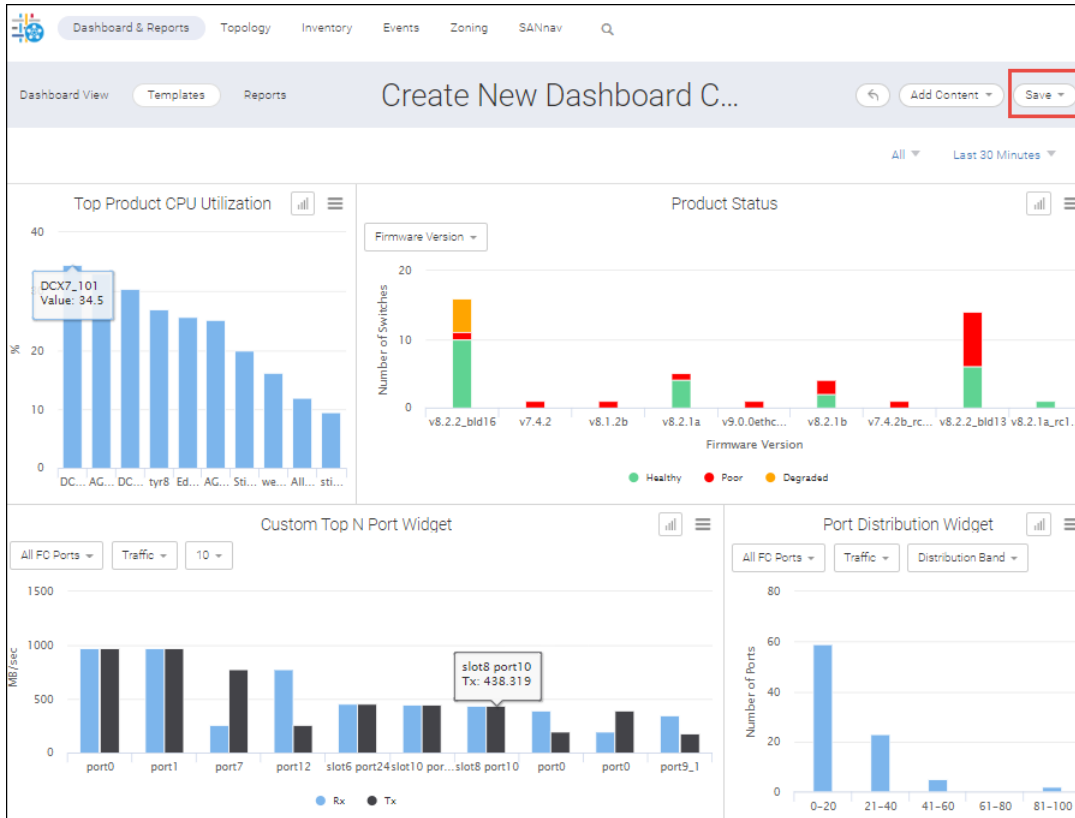 Dashboard & Reports Topology Inventory Events Zoning SANnav
Dashboard View Templates Reports Create New Dashboard C... Add Content Save
All Last 30 Minutes
Top Product CPU Utilization
40
20
10
0
%
DCX7_101
Value: 34.5
DC... AG... DC... tyr8 Ed... AG... Sti... we... All... sti...
Product Status
Firmware Version
Number of Switches
20
10
0
v8.2.2_bld16 v7.4.2 v8.1.2b v8.2.1a v9.0.0ethc... v8.2.1b v7.4.2b_rc... v8.2.2_bld13 v8.2.1a_rc1.
Firmware Version
Healthy Poor Degraded
Custom Top N Port Widget
All FC Ports Traffic 10
MB/sec
1500
1000
500
0
slot8 port10
Tx: 438.319
port0 port1 port7 port12 slot6 port24 slot10 por... slot8 port10 port0 port0 port9_1
Rx Tx
Port Distribution Widget
All FC Ports Traffic Distribution Band
Number of Ports
80
60
40
20
0
0-20 21-40 41-60 61-80 81-100